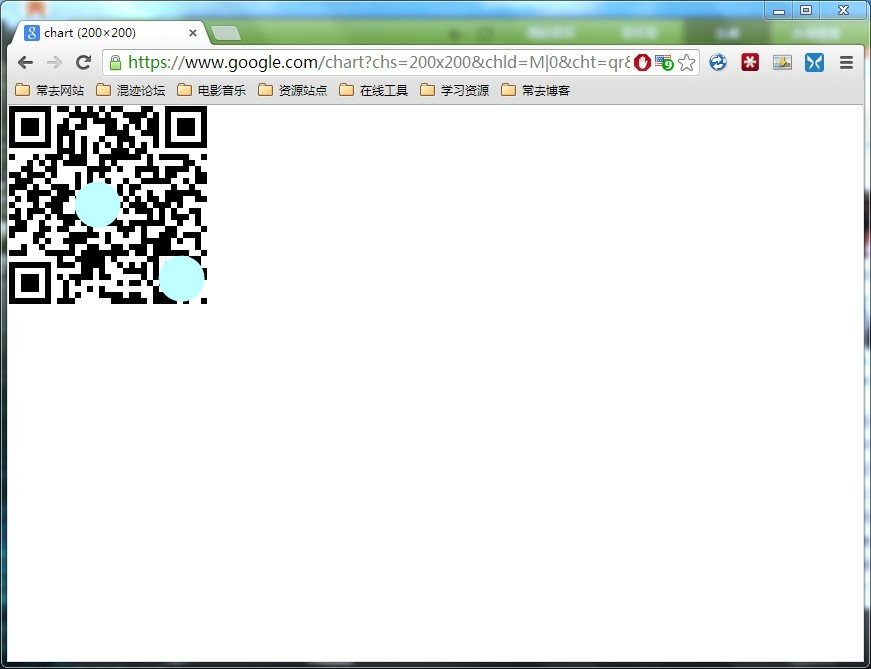 chart (200×200)
https://www.google.com/chart?chs=200x200&chld=M|0&cht=qr&
9
常去网站 混迹论坛 电影音乐 资源站点 在线工具 学习资源 常去博客